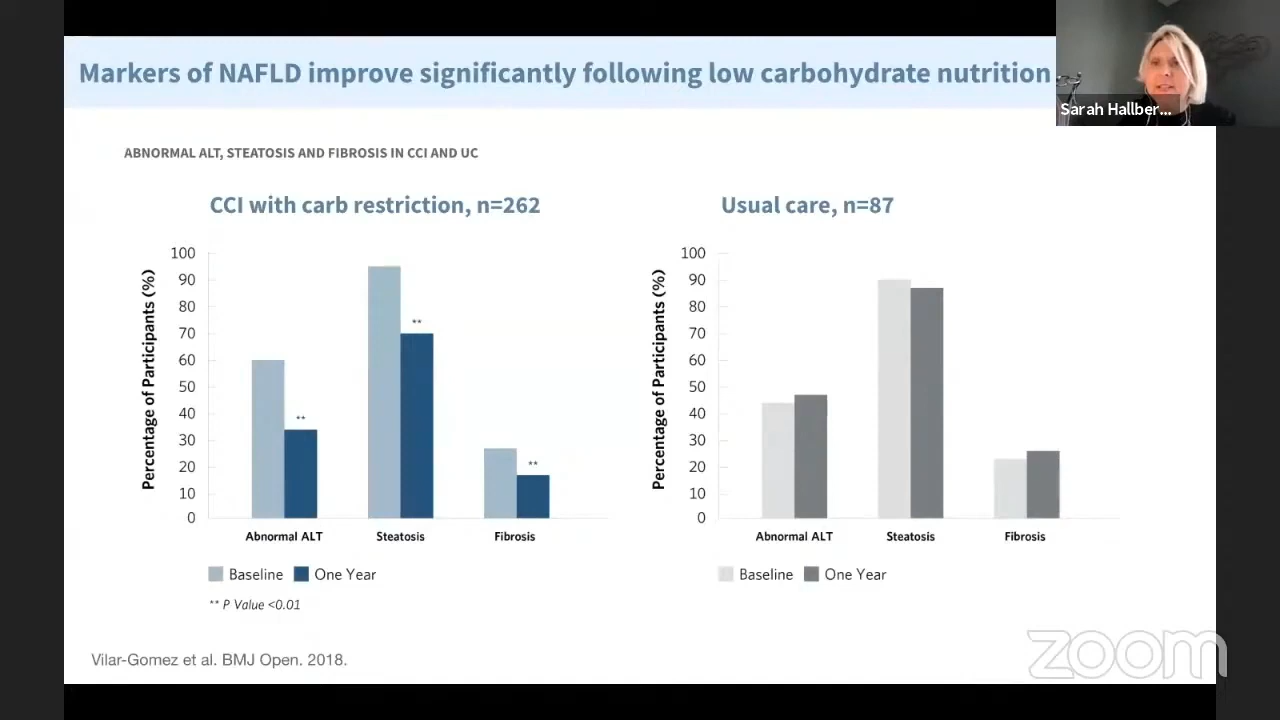 Markers of NAFLD improve significantly following low carbohydrate nutrition
Sarah Hallber...
ABNORMAL ALT, STEATOSIS AND FIBROSIS IN CCI AND UC
CCI with carb restriction, n=262
Percentage of Participants (%)
100
90
80
70
60
50
40
30
20
10
0
**
**
**
Abnormal ALT
Steatosis
Fibrosis
Baseline
One Year
** P Value <0.01
Usual care, n=87
Percentage of Participants (%)
100
90
80
70
60
50
40
30
20
10
0
Abnormal ALT
Steatosis
Fibrosis
Baseline
One Year
Vilar-Gomez et al. BMJ Open. 2018.
zoom